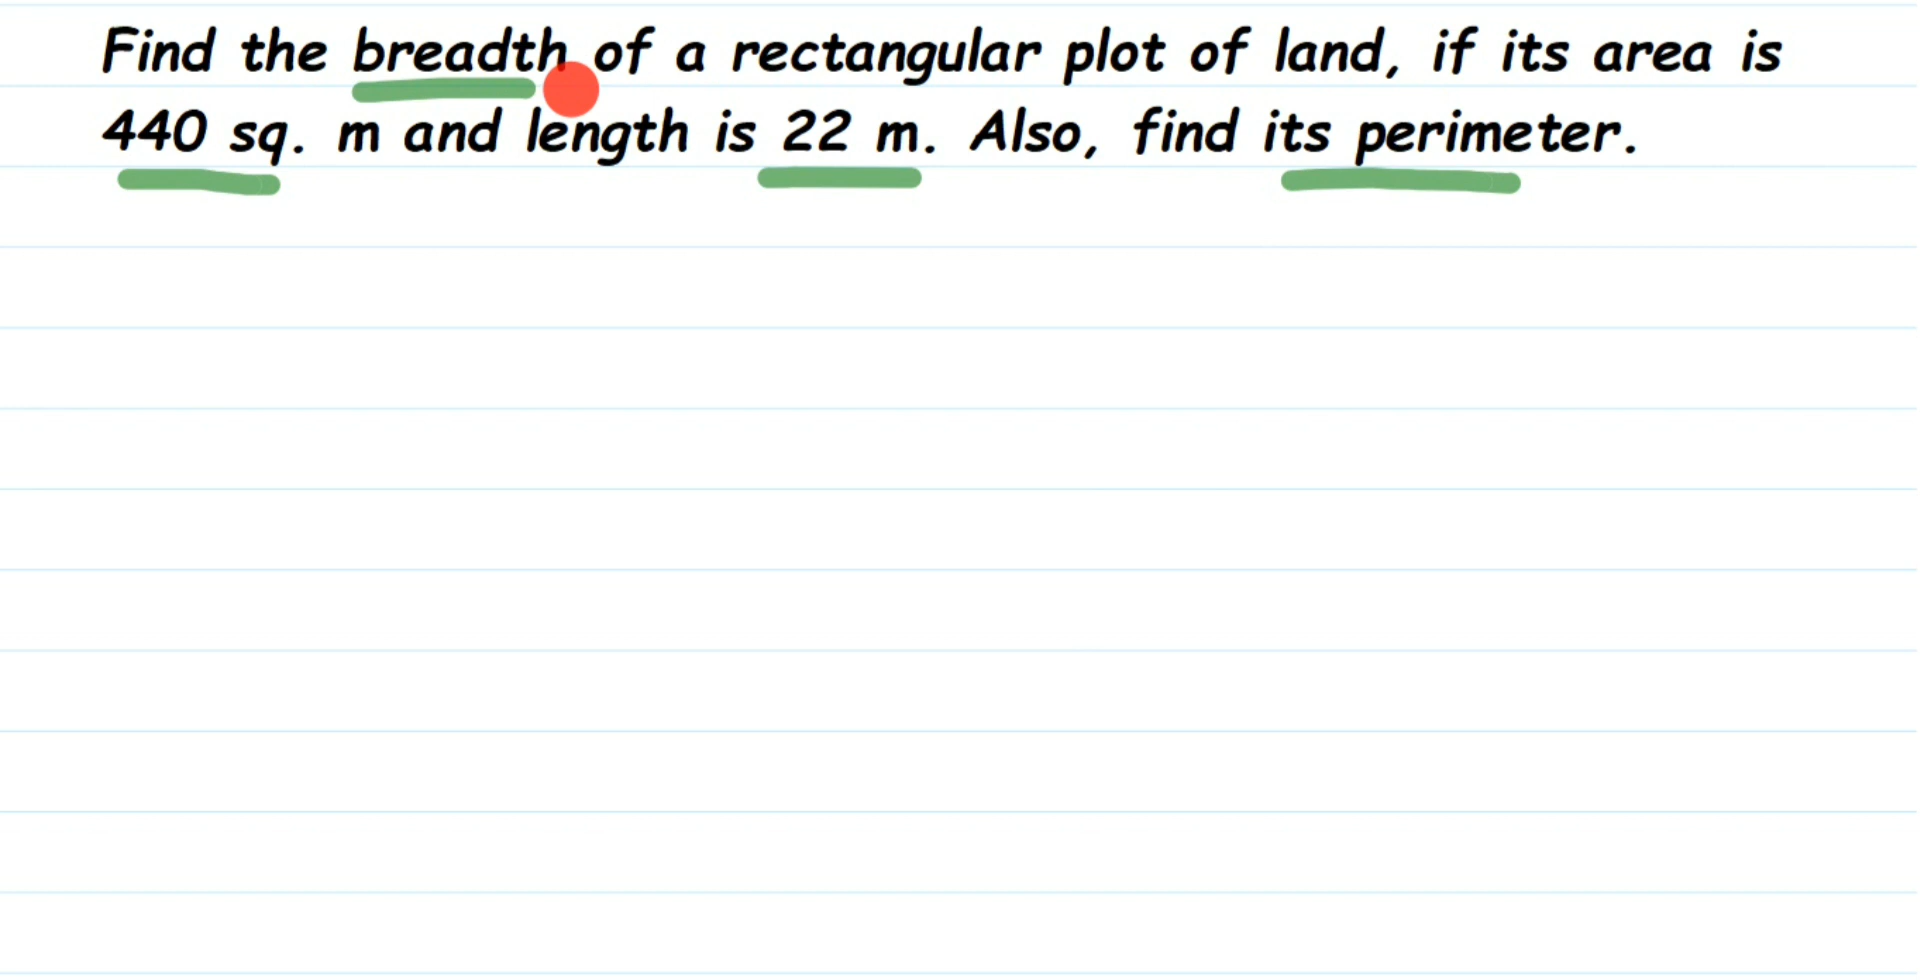 Find the breadth of a rectangular plot of land, if its area is
440 sq. m and length is 22 m. Also, find its perimeter.